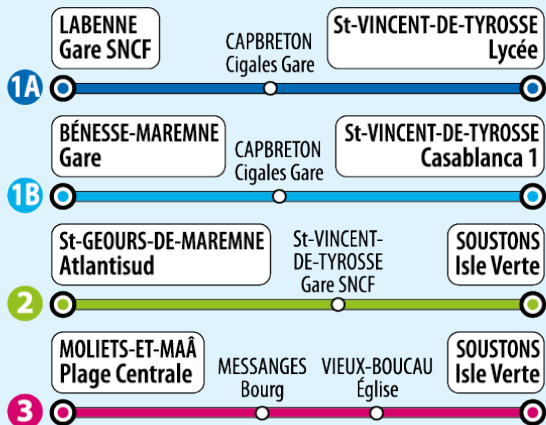 LABENNE
Gare SNCF
CAPBRETON
Cigales Gare
St-VINCENT-DE-TYROSSE
Lycée
1A
BÉNESSE-MAREMNE
Gare
CAPBRETON
Cigales Gare
St-VINCENT-DE-TYROSSE
Casablanca 1
1B
St-GEOURS-DE-MAREMNE
Atlantisud
St-VINCENT-
DE-TYROSSE
Gare SNCF
SOUSTONS
Isle Verte
2
MOLIETS-ET-MAÂ
Plage Centrale
MESSANGES
Bourg
VIEUX-BOUCAU
Église
SOUSTONS
Isle Verte
3